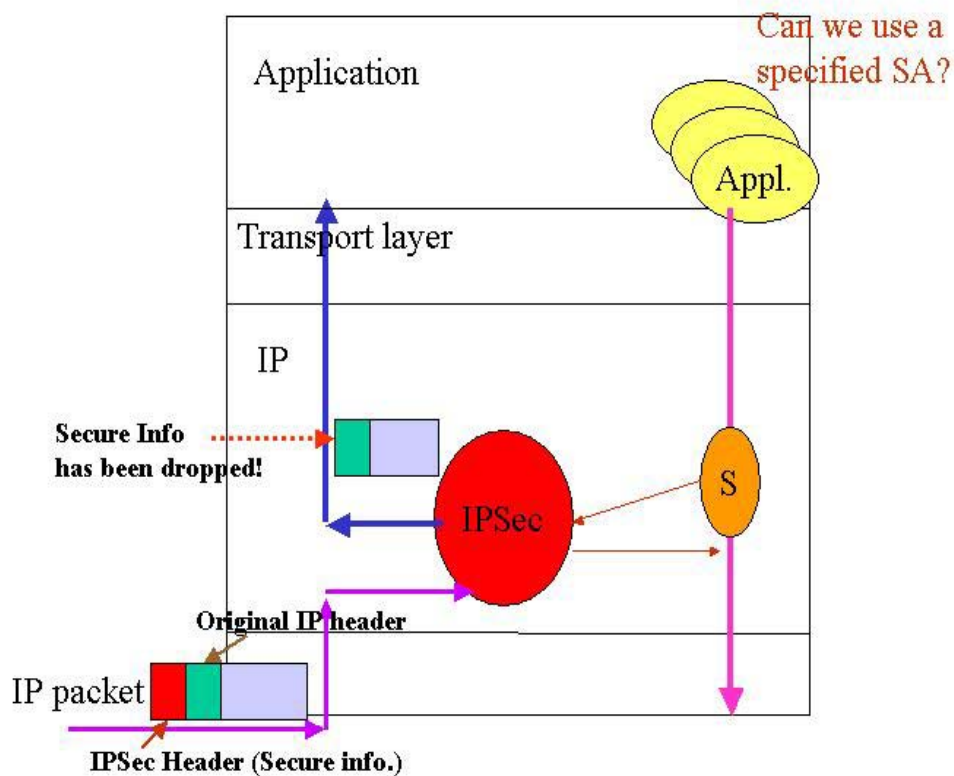 Can we use a
specified SA?
Application
Appl.
Transport layer
IP
Secure Info
has been dropped!
S
IPSec
Original IP header
IP packet
IPSec Header (Secure info.)